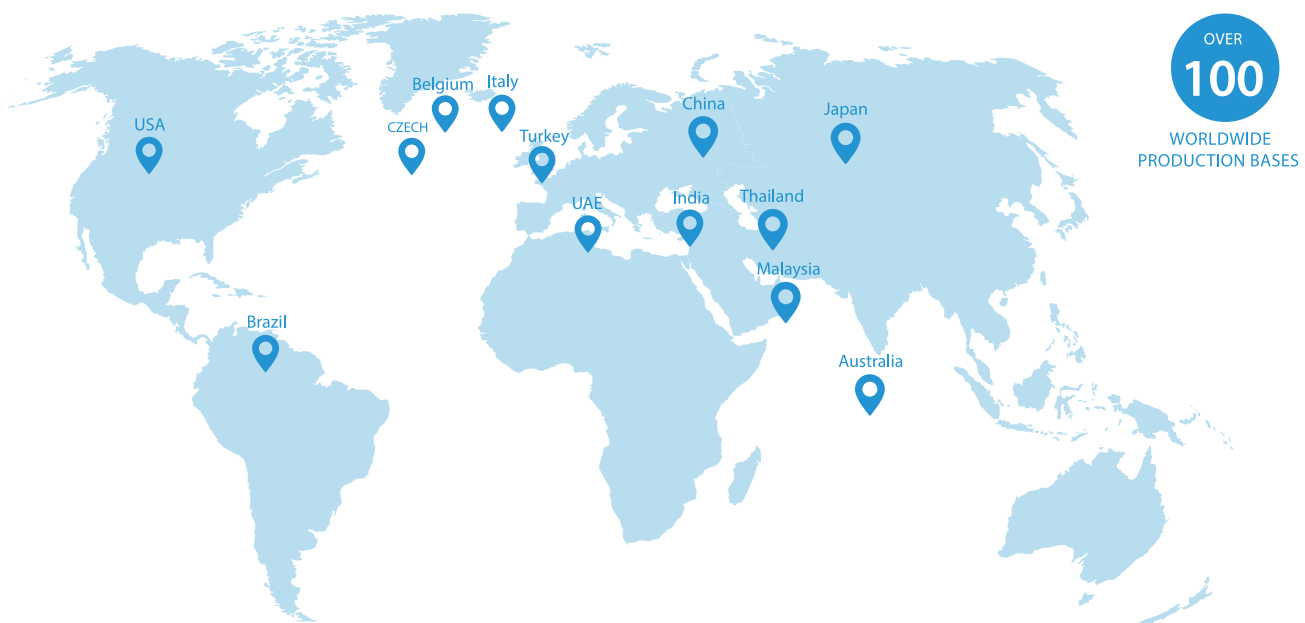 OVER
100
WORLDWIDE
PRODUCTION BASES
Belgium
Italy
USA
CZECH
Turkey
China
Japan
UAE
India
Thailand
Malaysia
Brazil
Australia